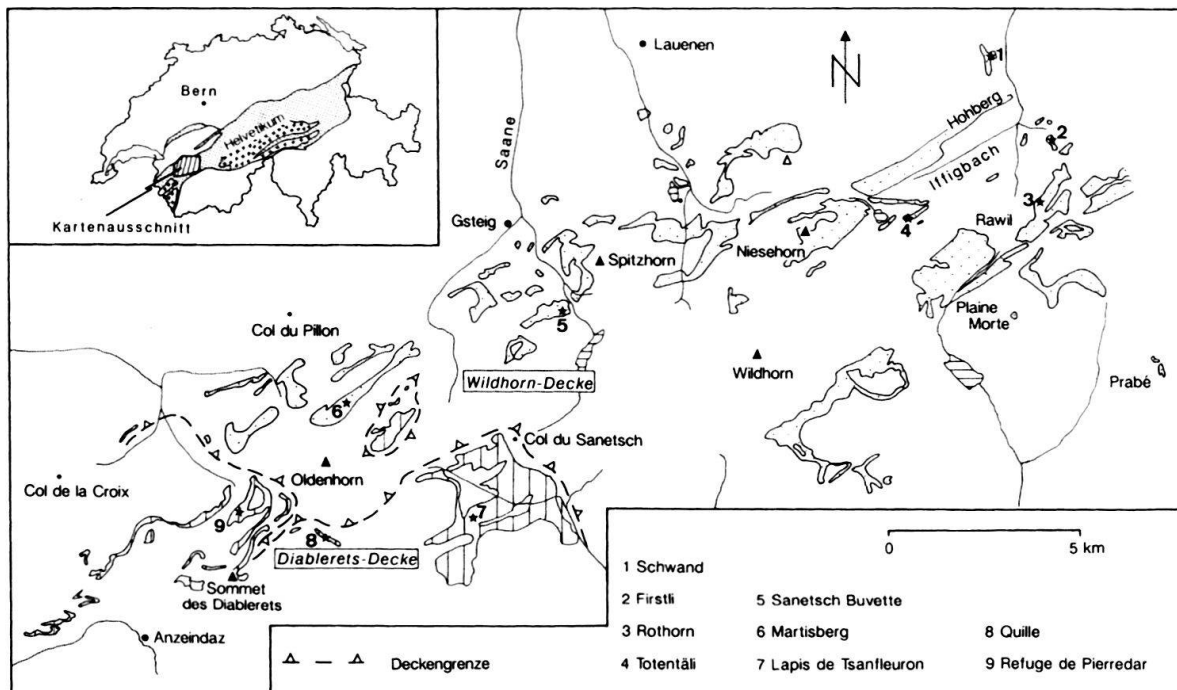 Bern
Helvetikum
Kartenausschnitt
Lauenen
N
1
Saane
Hohberg
2
Iffigbach
Gsteig
3
4
Rawil
Niesehorn
Spitzhorn
5
Plaine
Morte
Col du Pillon
Wildhorn
Prabé
Wildhorn-Decke
6
Col du Sanetsch
Oldenhorn
Col de la Croix
7
9
8
Diablerets-Decke
Sommet
des Diablerets
Anzeindaz
Deckengrenze
0 5 km
1 Schwand
2 Firstli
3 Rothorn
4 Totentäli
5 Sanetsch Buvette
6 Martisberg
7 Lapis de Tsanfleuron
8 Quille
9 Refuge de Pierredar